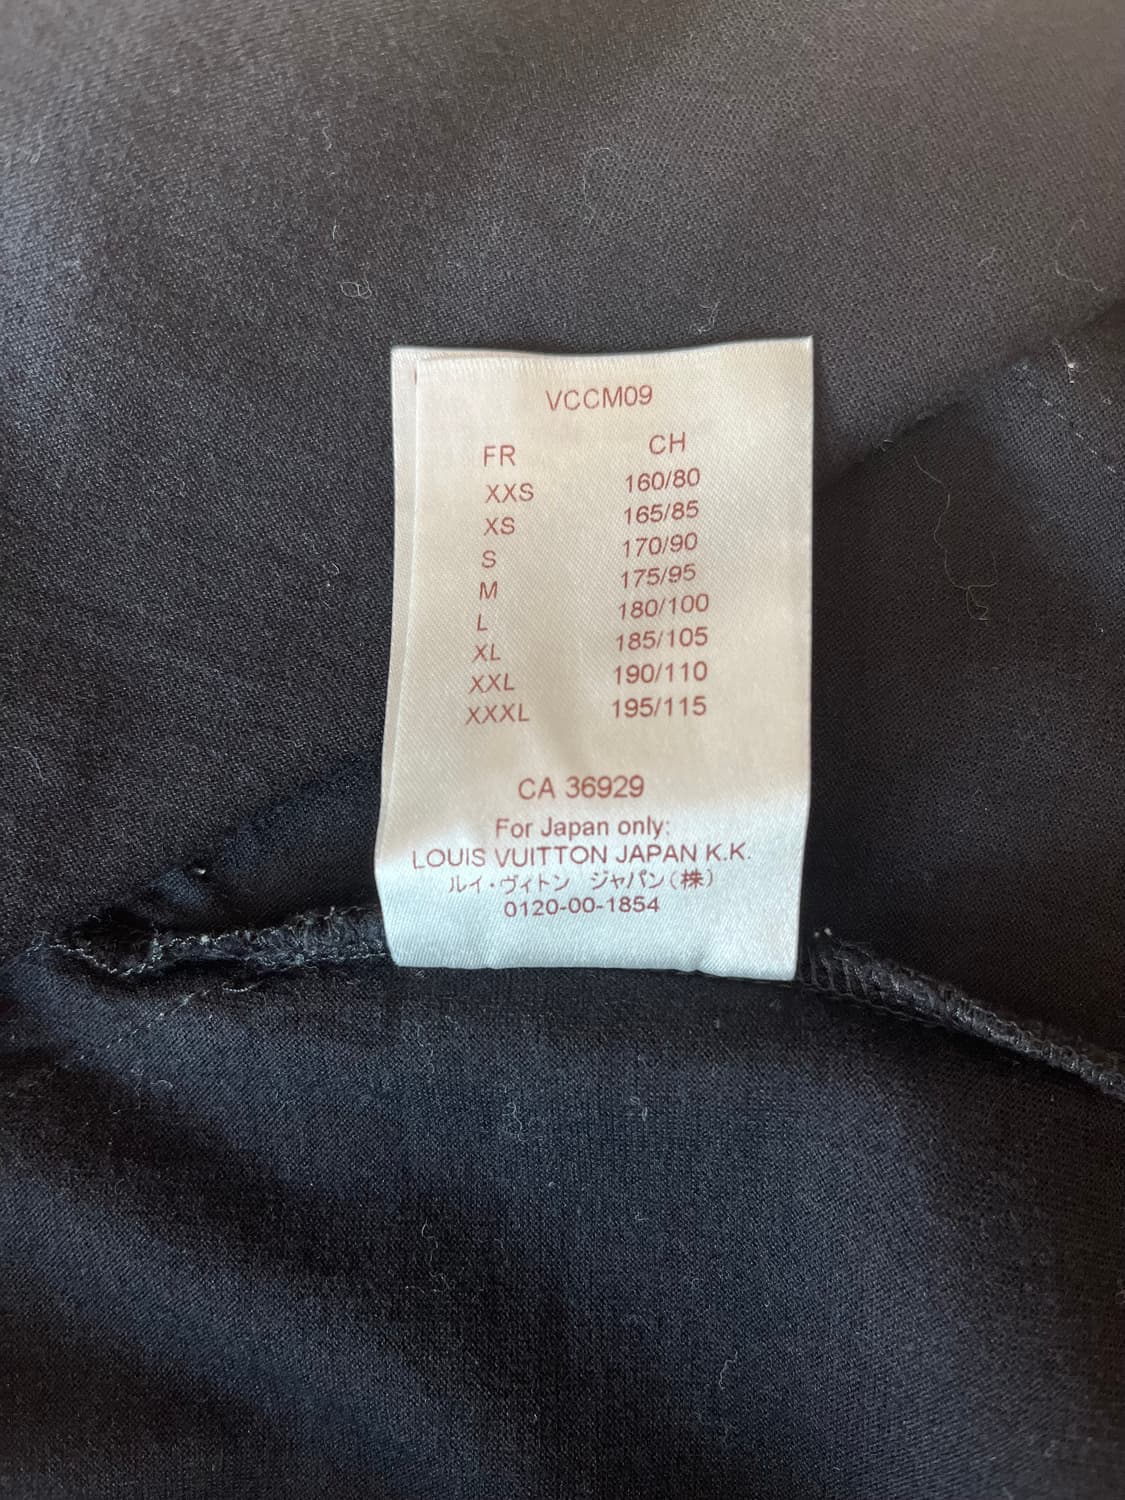 VCCM09
FR CH
XXS 160/80
XS 165/85
S 170/90
M 175/95
L 180/100
XL 185/105
XXL 190/110
XXXL 195/115
CA 36929
For Japan only:
LOUIS VUITTON JAPAN K.K.
ルイ・ヴィトン ジャパン(株)
0120-00-1854